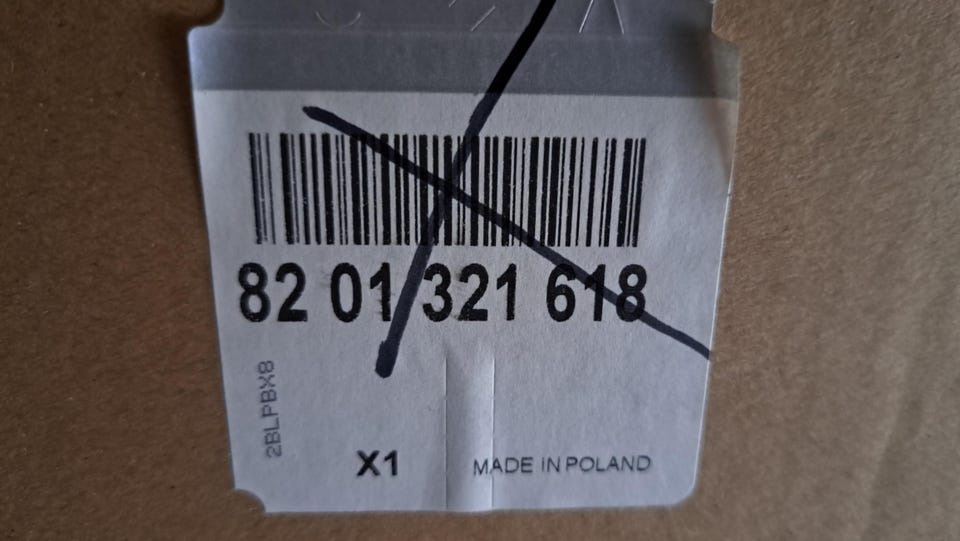 82 01 321 618
2BLPBX8
X1 MADE IN POLAND